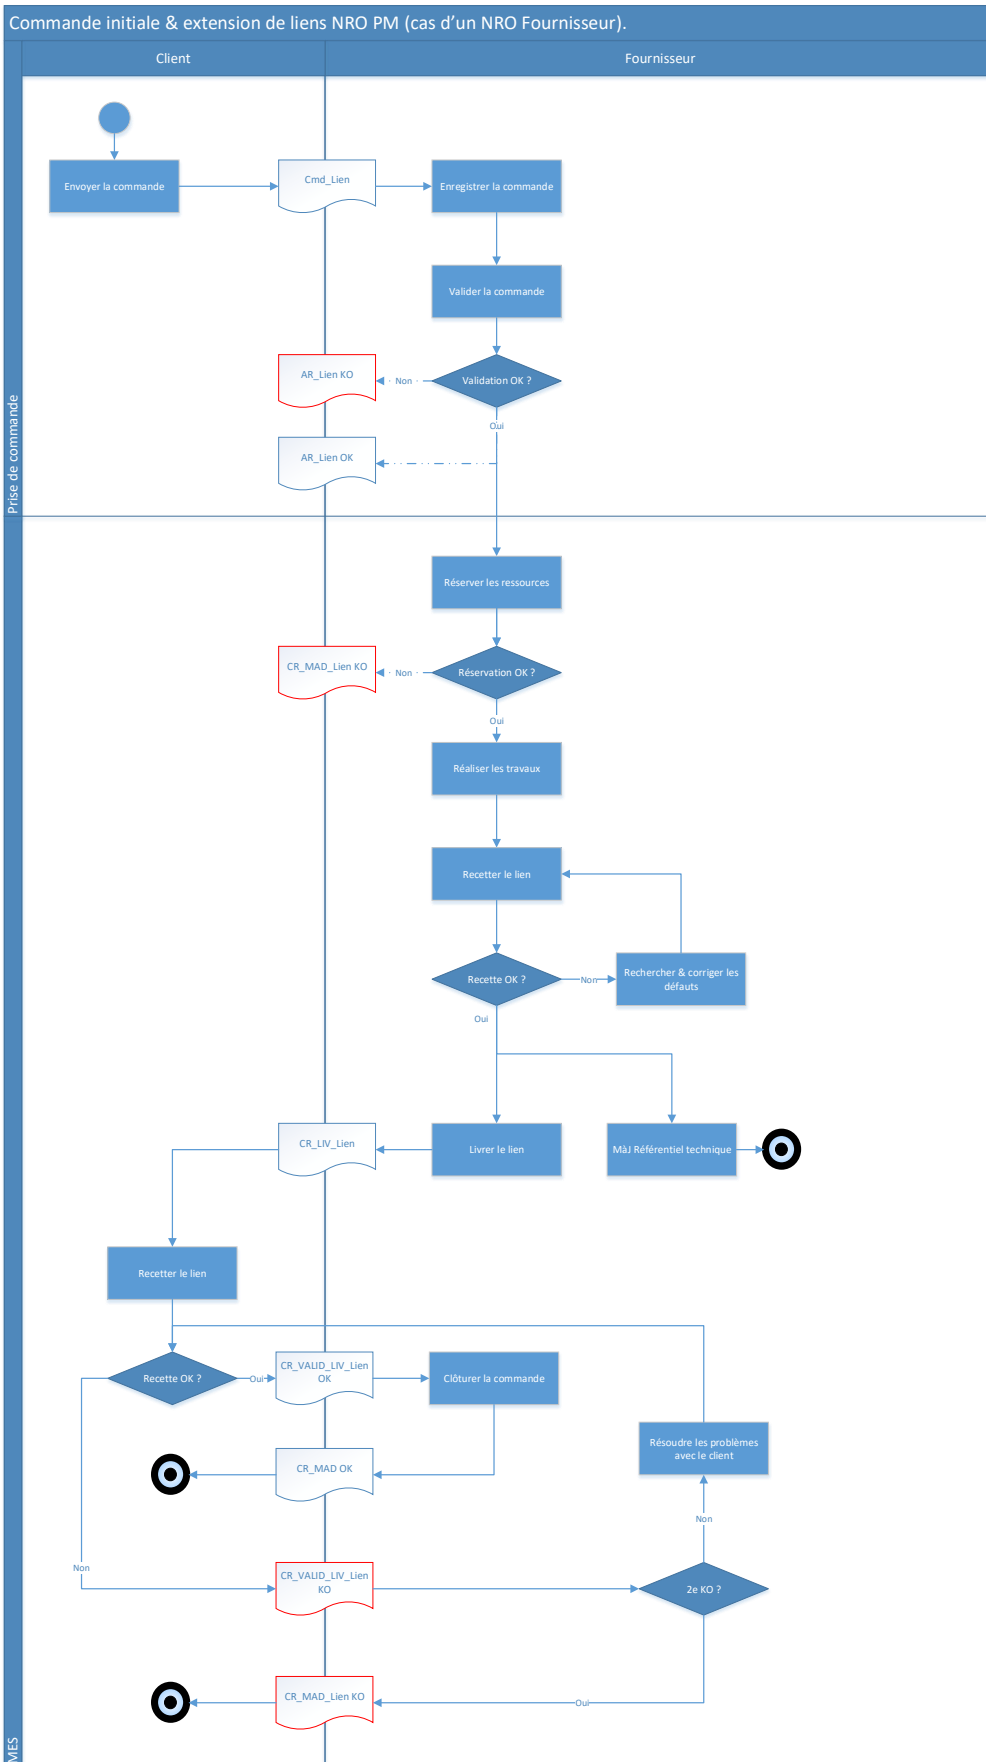 Commande initiale & extension de liens NRO PM (cas d'un NRO Fournisseur).
Client
Fournisseur
Prise de commande
Envoyer la commande
Cmd_Lien
Enregistrer la commande
Valider la commande
AR_Lien KO
Non
Validation OK ?
Oui
AR_Lien OK
Réserver les ressources
CR_MAD_Lien KO
Non
Réservation OK ?
Oui
Réaliser les travaux
Recetter le lien
Recette OK ?
Non
Rechercher & corriger les
défauts
Oui
CR_LIV_Lien
Livrer le lien
MàJ Référentiel technique
Recetter le lien
Recette OK ?
Oui
CR_VALID_LIV_Lien
OK
Clôturer la commande
Résoudre les problèmes
avec le client
CR_MAD OK
Non
Non
CR_VALID_LIV_Lien
KO
2e KO ?
CR_MAD_Lien KO
Oui
MES